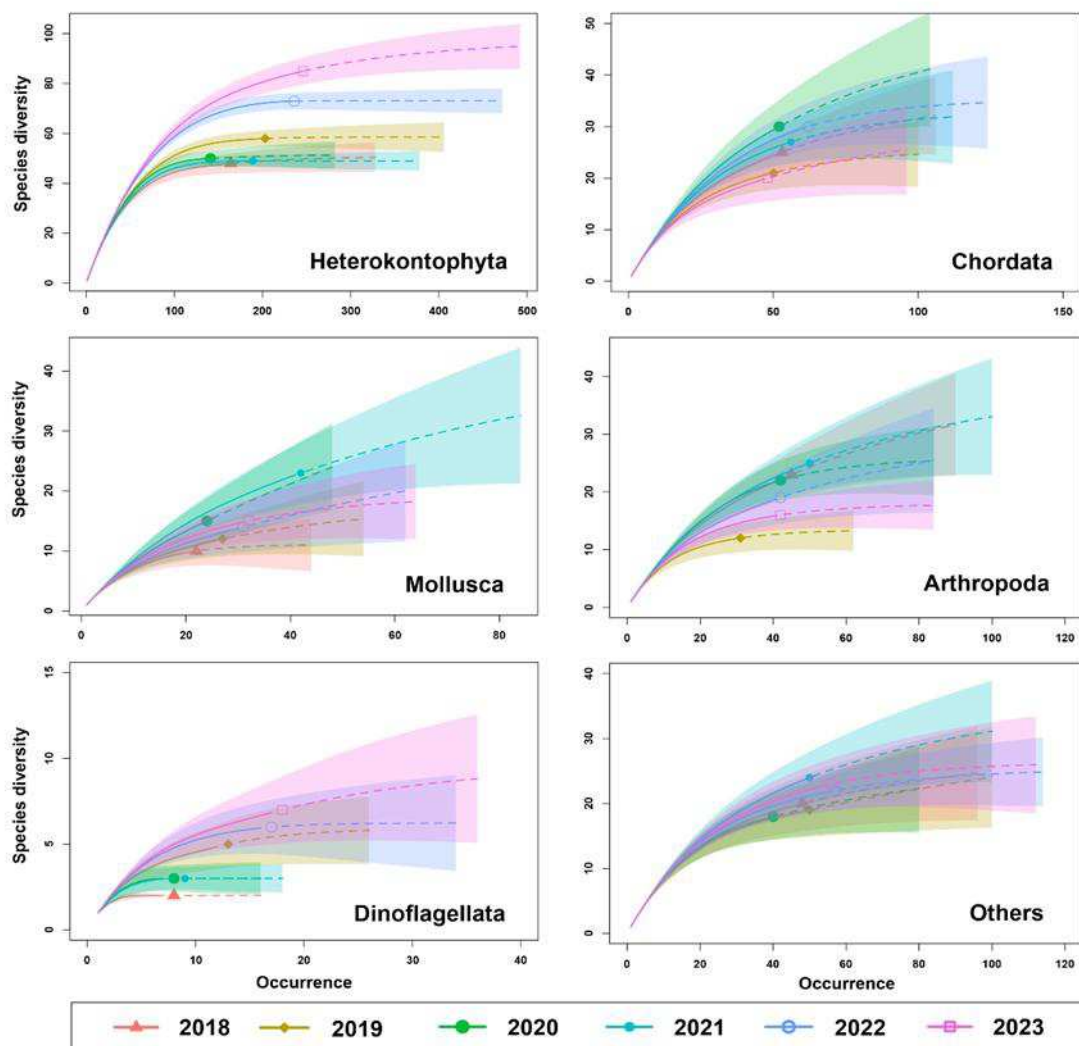 Species diversity
0 20 40 60 80 100
0 100 200 300 400 500
Heterokontophyta
0 10 20 30 40 50
0 50 100 150
Chordata
Species diversity
0 10 20 30 40
0 20 40 60 80
Mollusca
0 10 20 30 40
0 20 40 60 80 100 120
Arthropoda
Species diversity
0 5 10 15
0 10 20 30 40
Dinoflagellata
Occurrence
0 10 20 30 40
0 20 40 60 80 100 120
Others
Occurrence
2018 2019 2020 2021 2022 2023